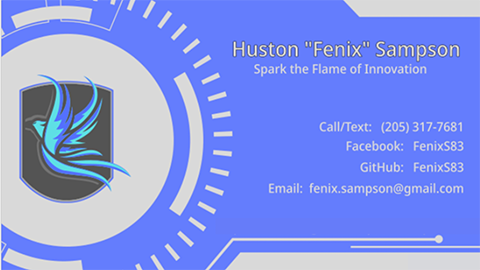 Huston "Fenix" Sampson
Spark the Flame of Innovation
Call/Text: (205) 317-7681
Facebook: FenixS83
GitHub: FenixS83
Email: fenix.sampson@gmail.com